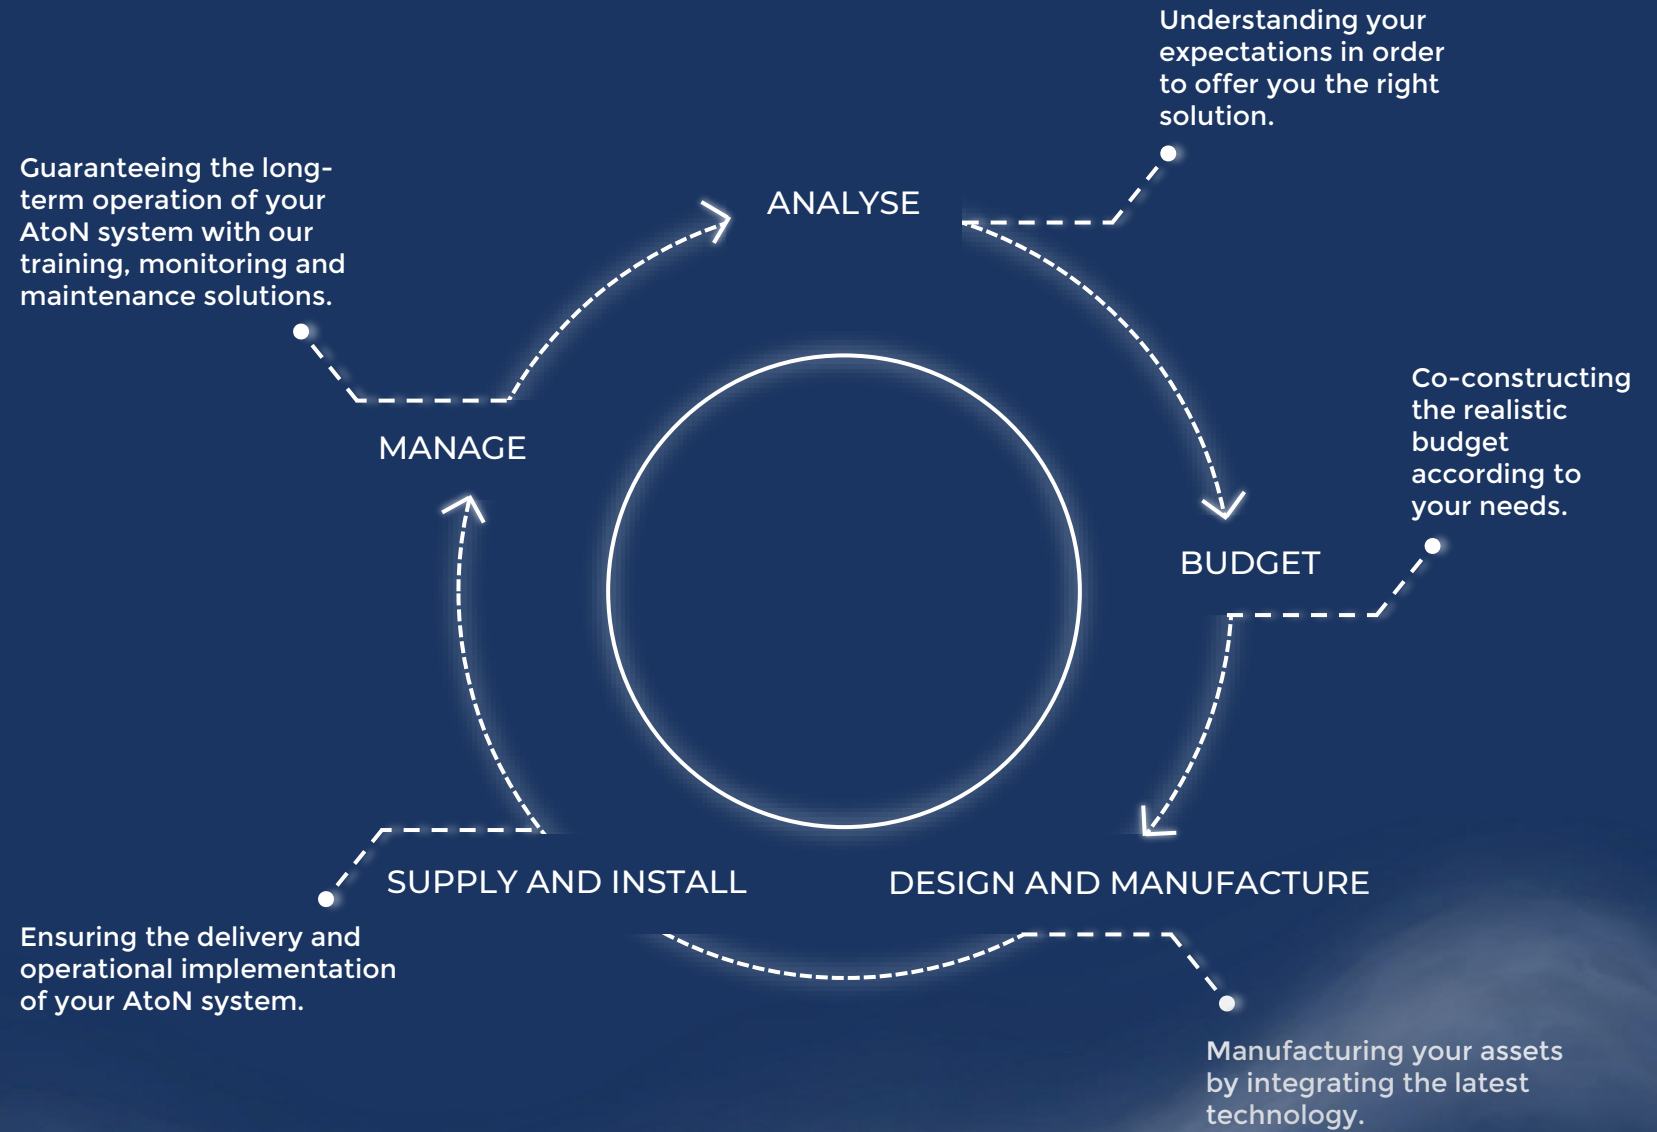 Understanding your
expectations in order
to offer you the right
solution.
ANALYSE
Guaranteeing the long-
term operation of your
AtoN system with our
training, monitoring and
maintenance solutions.
MANAGE
Co-constructing
the realistic
budget
according to
your needs.
BUDGET
SUPPLY AND INSTALL
DESIGN AND MANUFACTURE
Ensuring the delivery and
operational implementation
of your AtoN system.
Manufacturing your assets
by integrating the latest
technology.